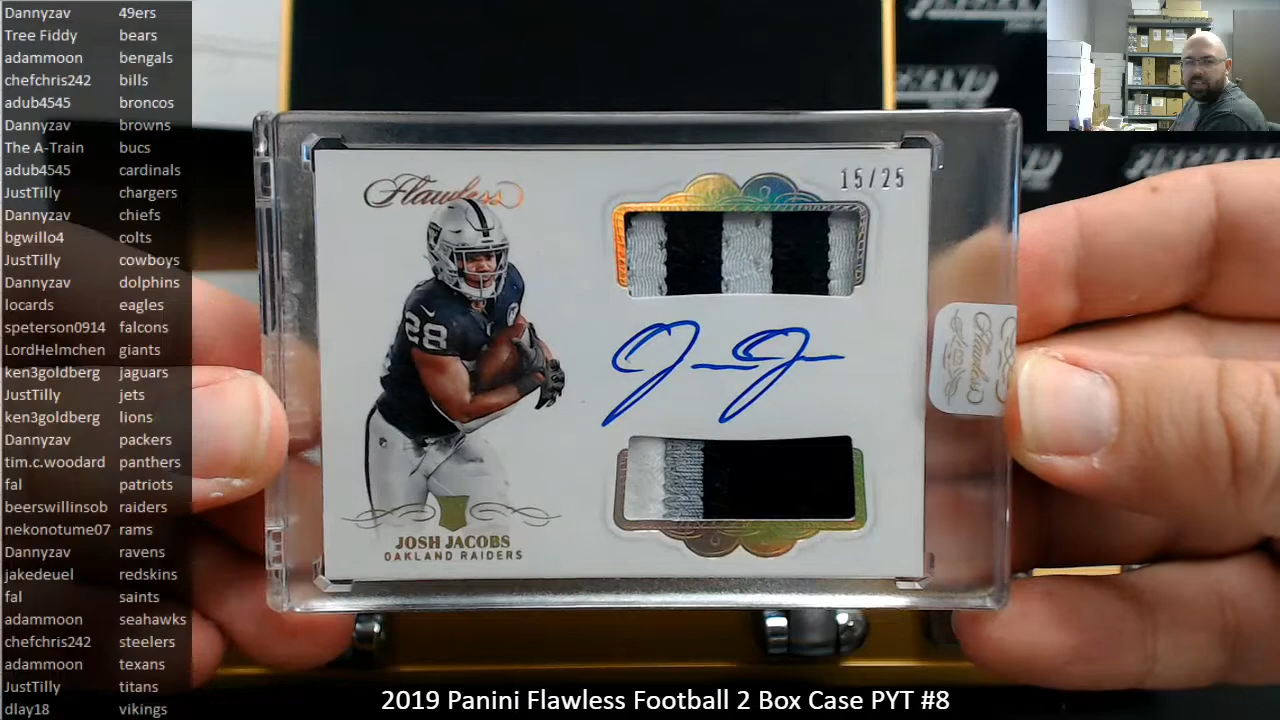 Dannyzav 49ers
Tree Fiddy bears
adammoon bengals
chefchris242 bills
adub4545 broncos
Dannyzav browns
The A-Train bucs
adub4545 cardinals
JustTilly chargers
Dannyzav chiefs
bgwillo4 colts
JustTilly cowboys
Dannyzav dolphins
locards eagles
speterson0914 falcons
LordHelmchen giants
ken3goldberg jaguars
JustTilly jets
ken3goldberg lions
Dannyzav packers
tim.c.woodard panthers
fal patriots
beerswillinsob raiders
nekonotume07 rams
Dannyzav ravens
jakedeuel redskins
fal saints
adammoon seahawks
chefchris242 steelers
adammoon texans
JustTilly titans
dlay18 vikings
Flawless
15/25
28
JOSH JACOBS
OAKLAND RAIDERS
Flawless
2019 Panini Flawless Football 2 Box Case PYT #8